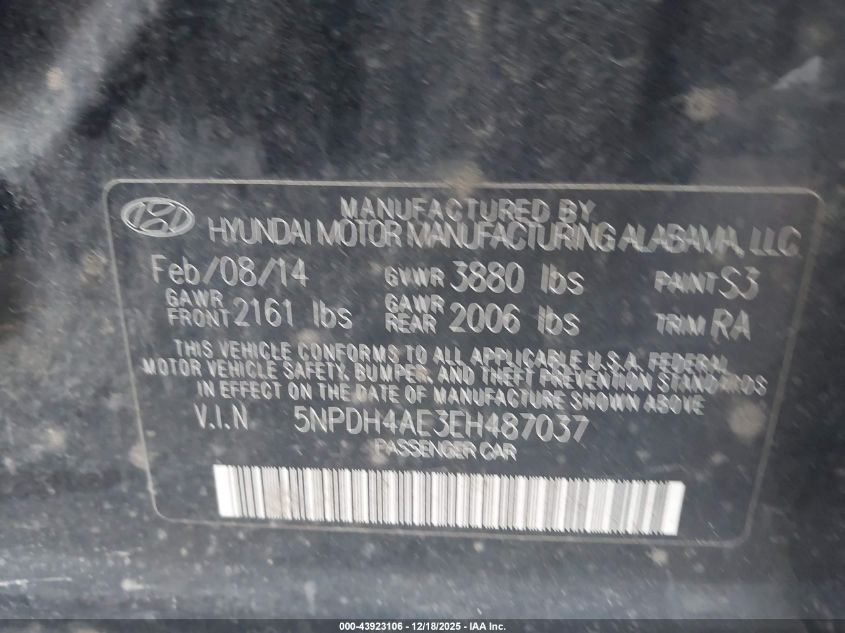 MANUFACTURED BY
HYUNDAI MOTOR MANUFACTURING ALABAMA, LLC
Feb/08/14 GVWR 3880 lbs PAINT S3
GAWR FRONT 2161 lbs GAWR REAR 2006 lbs TRIM RA
THIS VEHICLE CONFORMS TO ALL APPLICABLE U.S.A. FEDERAL
MOTOR VEHICLE SAFETY, BUMPER, AND THEFT PREVENTION STANDARDS
IN EFFECT ON THE DATE OF MANUFACTURE SHOWN ABOVE
V.I.N 5NPDH4AE3EH487037
PASSENGER CAR
000-43923106 - 12/18/2025 - IAA Inc.